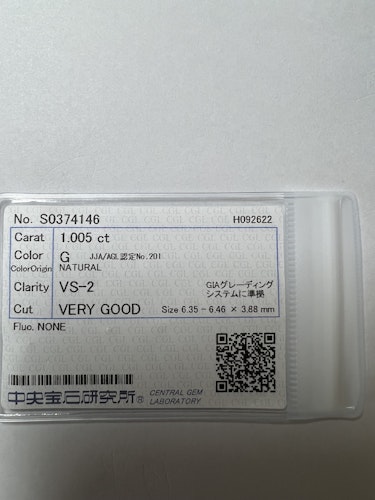 No. S0374146 H092622
Carat 1.005 ct
Color G JJA/AGL認定No.201
ColorOrigin NATURAL
Clarity VS-2 GIAグレーディング
システムに準拠
Cut VERY GOOD Size 6.35 - 6.46 × 3.88 mm
Fluo. NONE
中央宝石研究所® CENTRAL GEM
LABORATORY